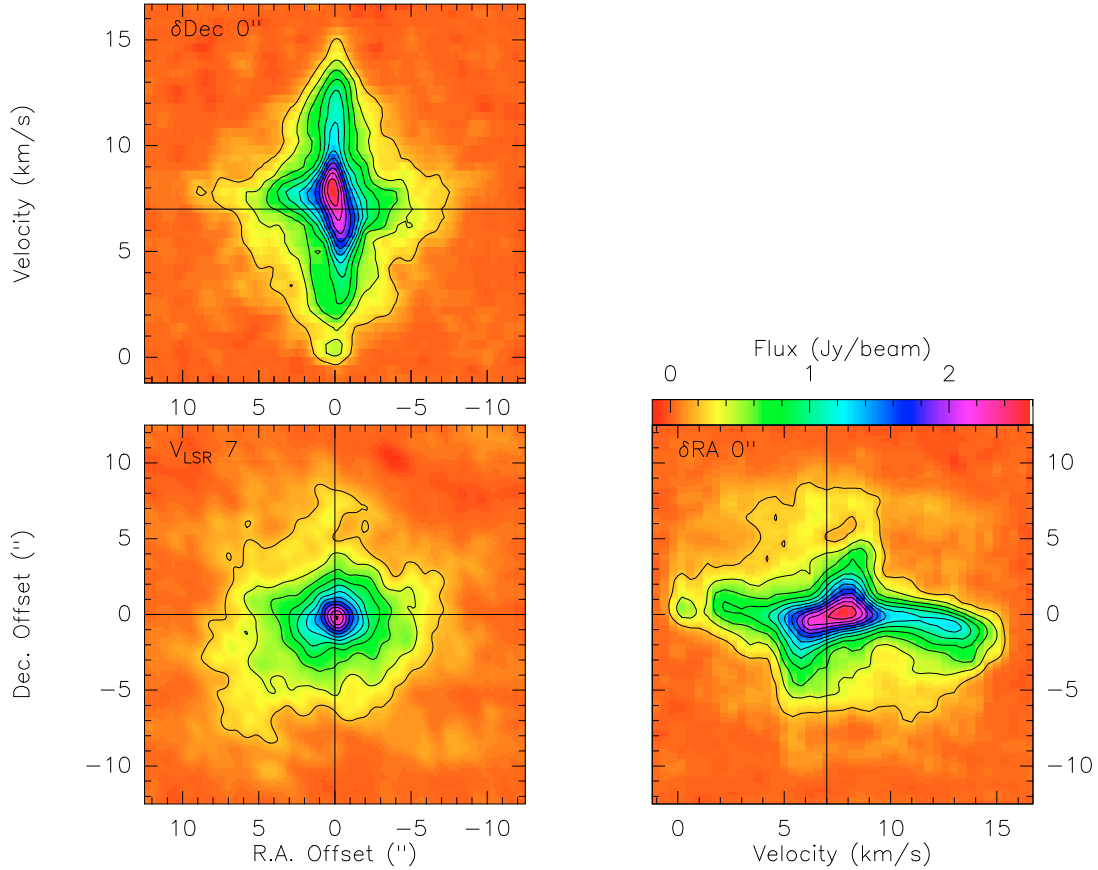 δDec 0"
15
10
5
0
Velocity (km/s)
10 5 0 −5 −10
Flux (Jy/beam)
0 1 2
V_LSR 7
10
5
0
−5
−10
Dec. Offset (")
10 5 0 −5 −10
R.A. Offset (")
δRA 0"
10
5
0
−5
−10
0 5 10 15
Velocity (km/s)